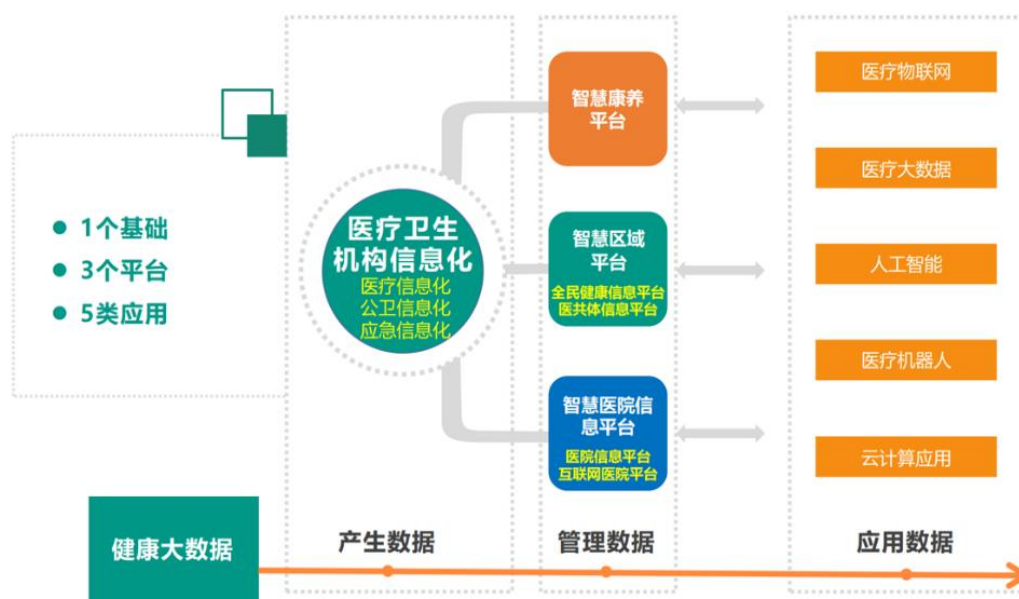 1个基础
3个平台
5类应用
医疗卫生
机构信息化
医疗信息化
公卫信息化
应急信息化
智慧康养
平台
智慧区域
平台
全民健康信息平台
医共体信息平台
智慧医院信
息平台
医院信息平台
互联网医院平台
医疗物联网
医疗大数据
人工智能
医疗机器人
云计算应用
健康大数据
产生数据
管理数据
应用数据